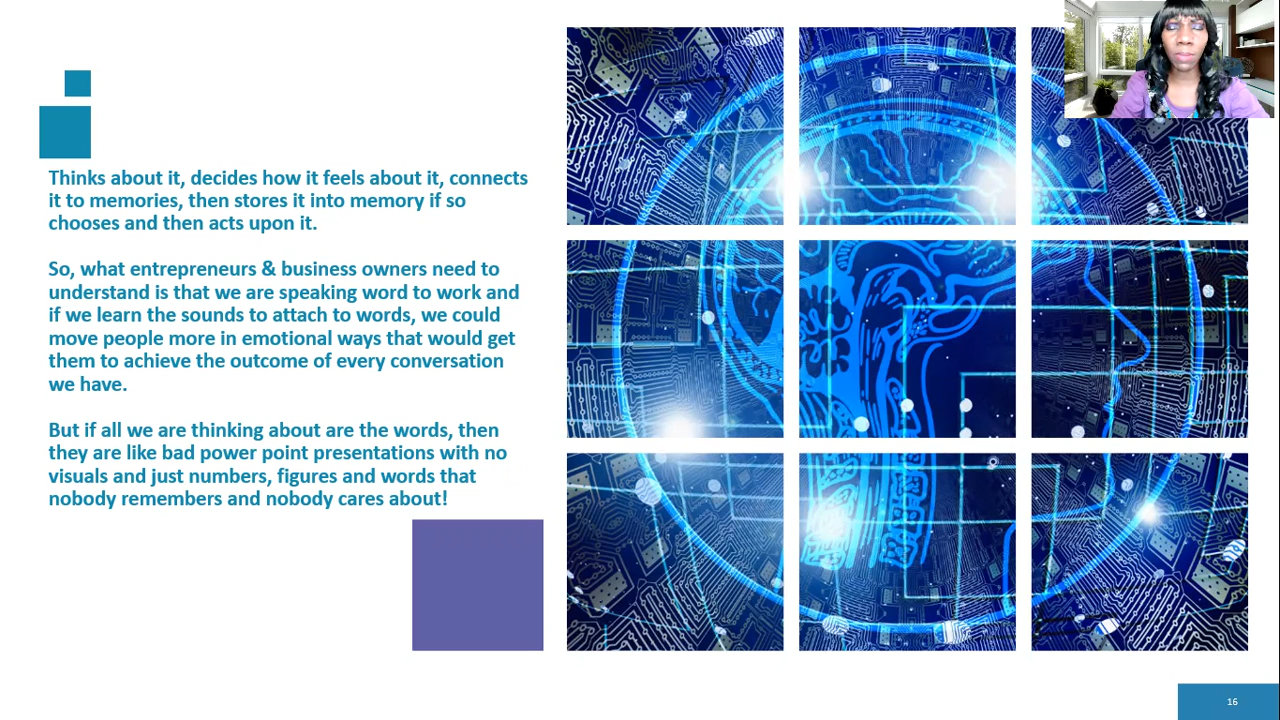 Thinks about it, decides how it feels about it, connects
it to memories, then stores it into memory if so
chooses and then acts upon it.
So, what entrepreneurs & business owners need to
understand is that we are speaking word to work and
if we learn the sounds to attach to words, we could
move people more in emotional ways that would get
them to achieve the outcome of every conversation
we have.
But if all we are thinking about are the words, then
they are like bad power point presentations with no
visuals and just numbers, figures and words that
nobody remembers and nobody cares about!
16